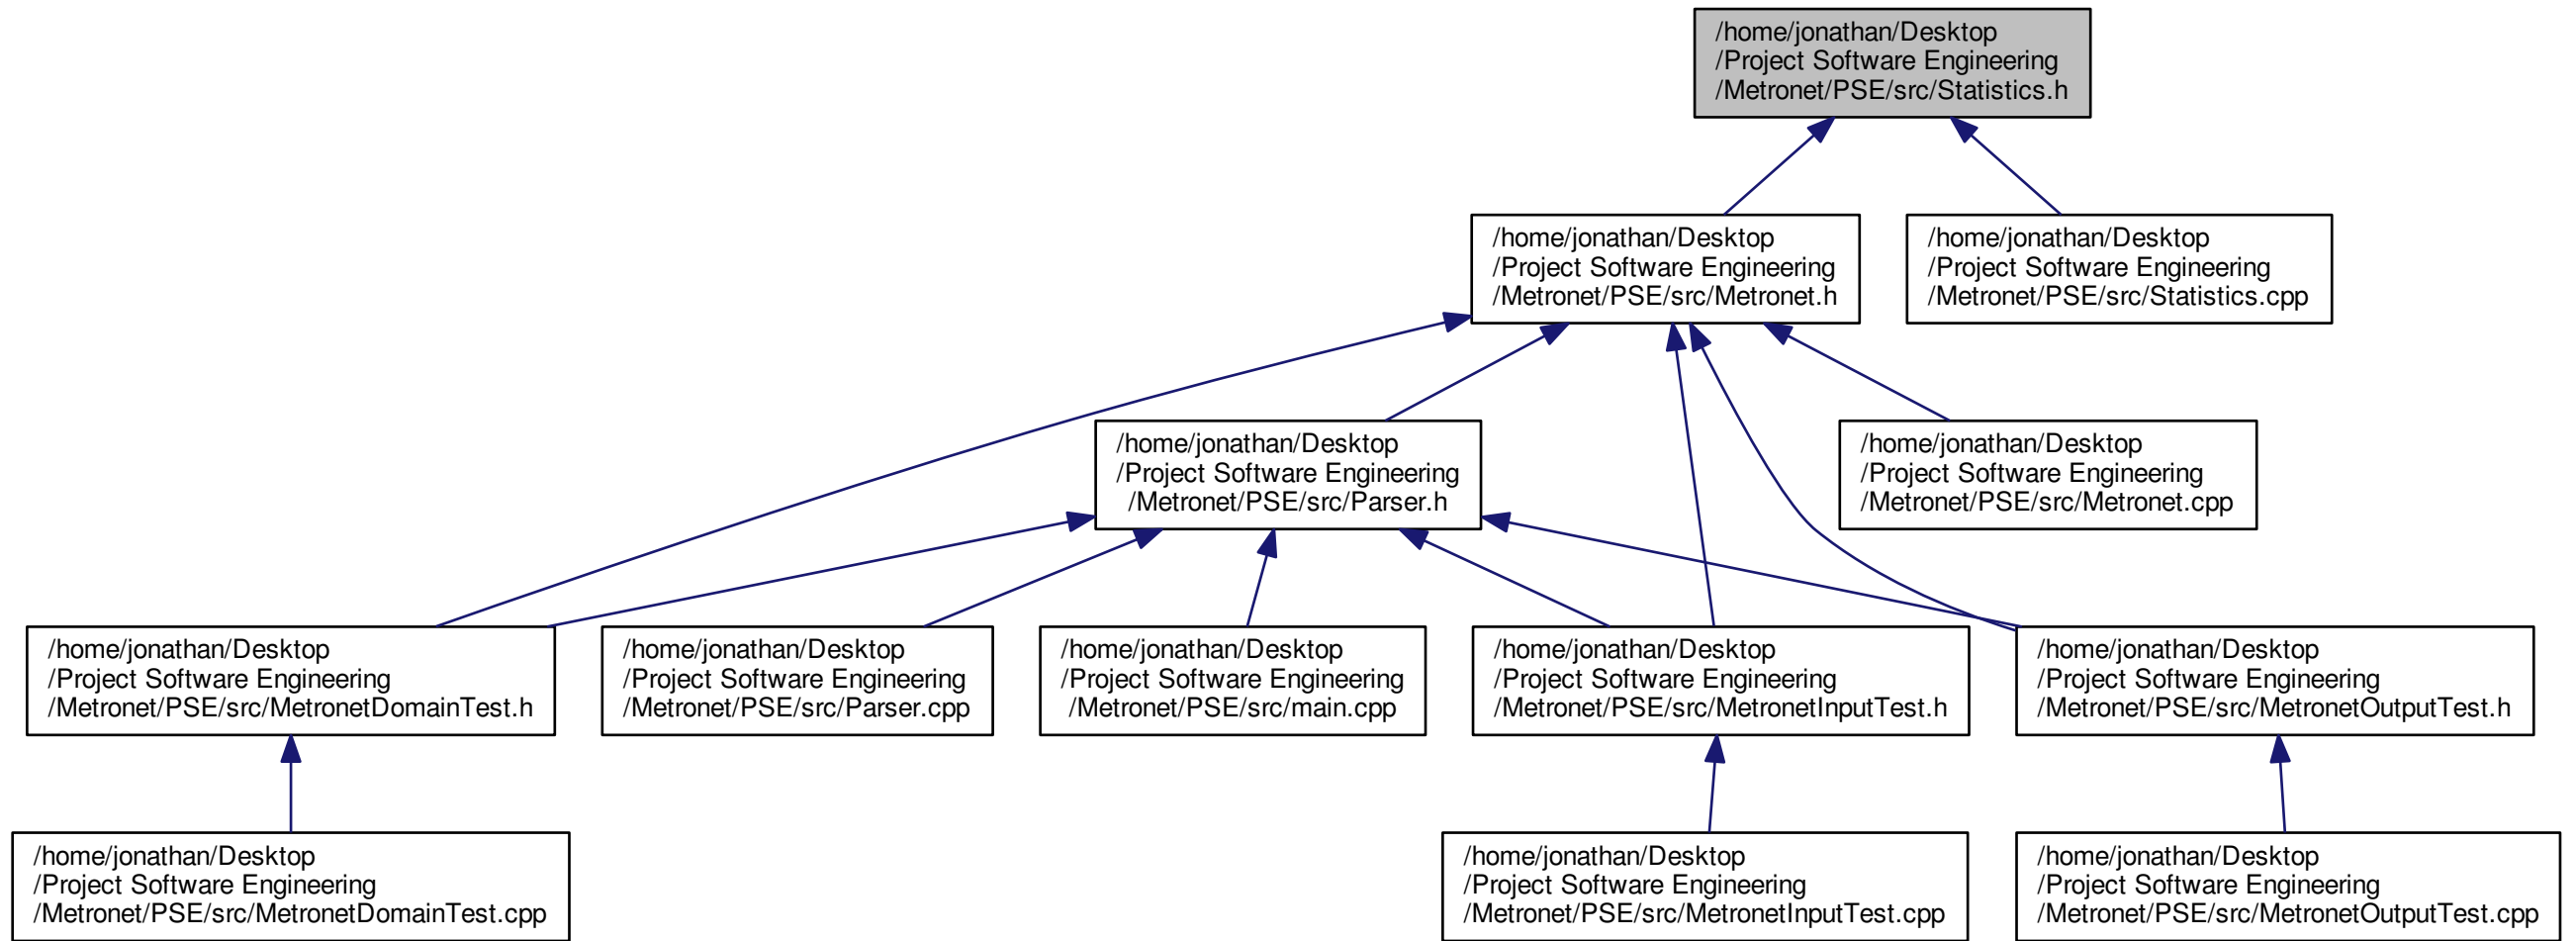 /home/jonathan/Desktop
/Project Software Engineering
/Metronet/PSE/src/Statistics.h
/home/jonathan/Desktop
/Project Software Engineering
/Metronet/PSE/src/Metronet.h
/home/jonathan/Desktop
/Project Software Engineering
/Metronet/PSE/src/Statistics.cpp
/home/jonathan/Desktop
/Project Software Engineering
/Metronet/PSE/src/Parser.h
/home/jonathan/Desktop
/Project Software Engineering
/Metronet/PSE/src/Metronet.cpp
/home/jonathan/Desktop
/Project Software Engineering
/Metronet/PSE/src/MetronetDomainTest.h
/home/jonathan/Desktop
/Project Software Engineering
/Metronet/PSE/src/Parser.cpp
/home/jonathan/Desktop
/Project Software Engineering
/Metronet/PSE/src/main.cpp
/home/jonathan/Desktop
/Project Software Engineering
/Metronet/PSE/src/MetronetInputTest.h
/home/jonathan/Desktop
/Project Software Engineering
/Metronet/PSE/src/MetronetOutputTest.h
/home/jonathan/Desktop
/Project Software Engineering
/Metronet/PSE/src/MetronetDomainTest.cpp
/home/jonathan/Desktop
/Project Software Engineering
/Metronet/PSE/src/MetronetInputTest.cpp
/home/jonathan/Desktop
/Project Software Engineering
/Metronet/PSE/src/MetronetOutputTest.cpp